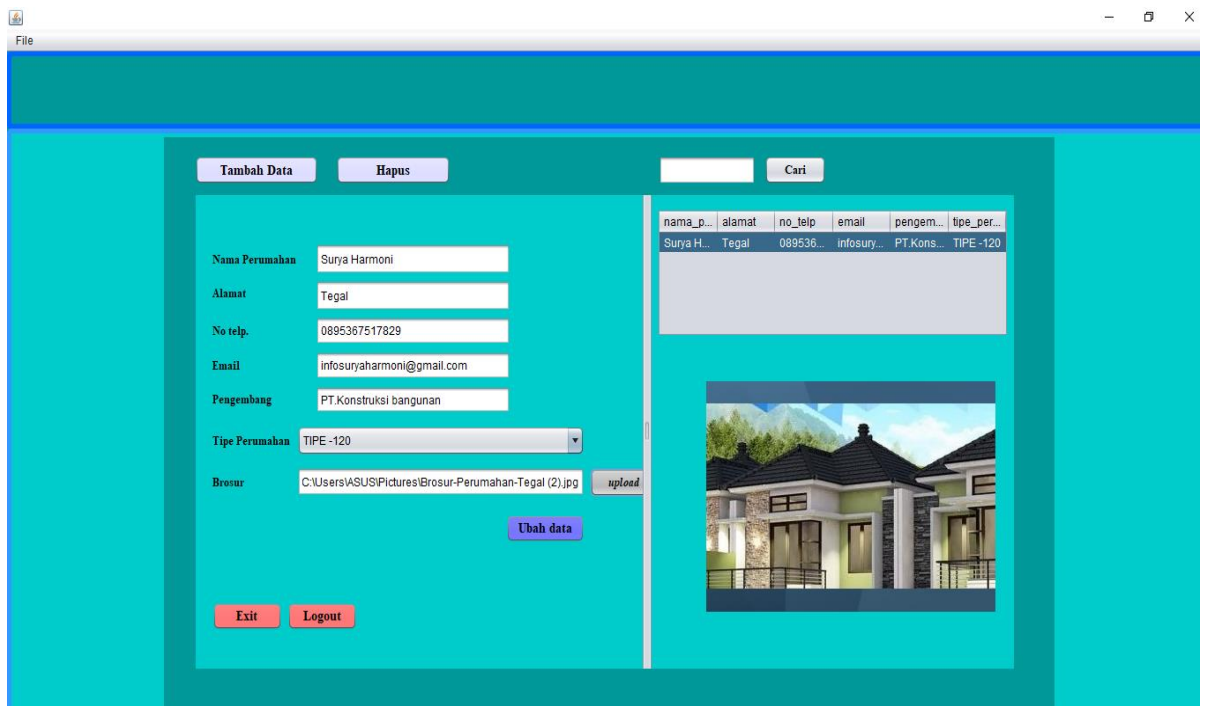 File
Tambah Data Hapus Cari
Nama Perumahan Surya Harmoni
Alamat Tegal
No telp. 0895367517829
Email infosuryaharmoni@gmail.com
Pengembang PT.Konstruksi bangunan
Tipe Perumahan TIPE -120
Brosur C:\Users\ASUS\Pictures\Brosur-Perumahan-Tegal (2).jpg upload
Ubah data
Exit Logout
nama_p... alamat no_telp email pengem... tipe_per...
Surya H... Tegal 089536... infosury... PT.Kons... TIPE -120